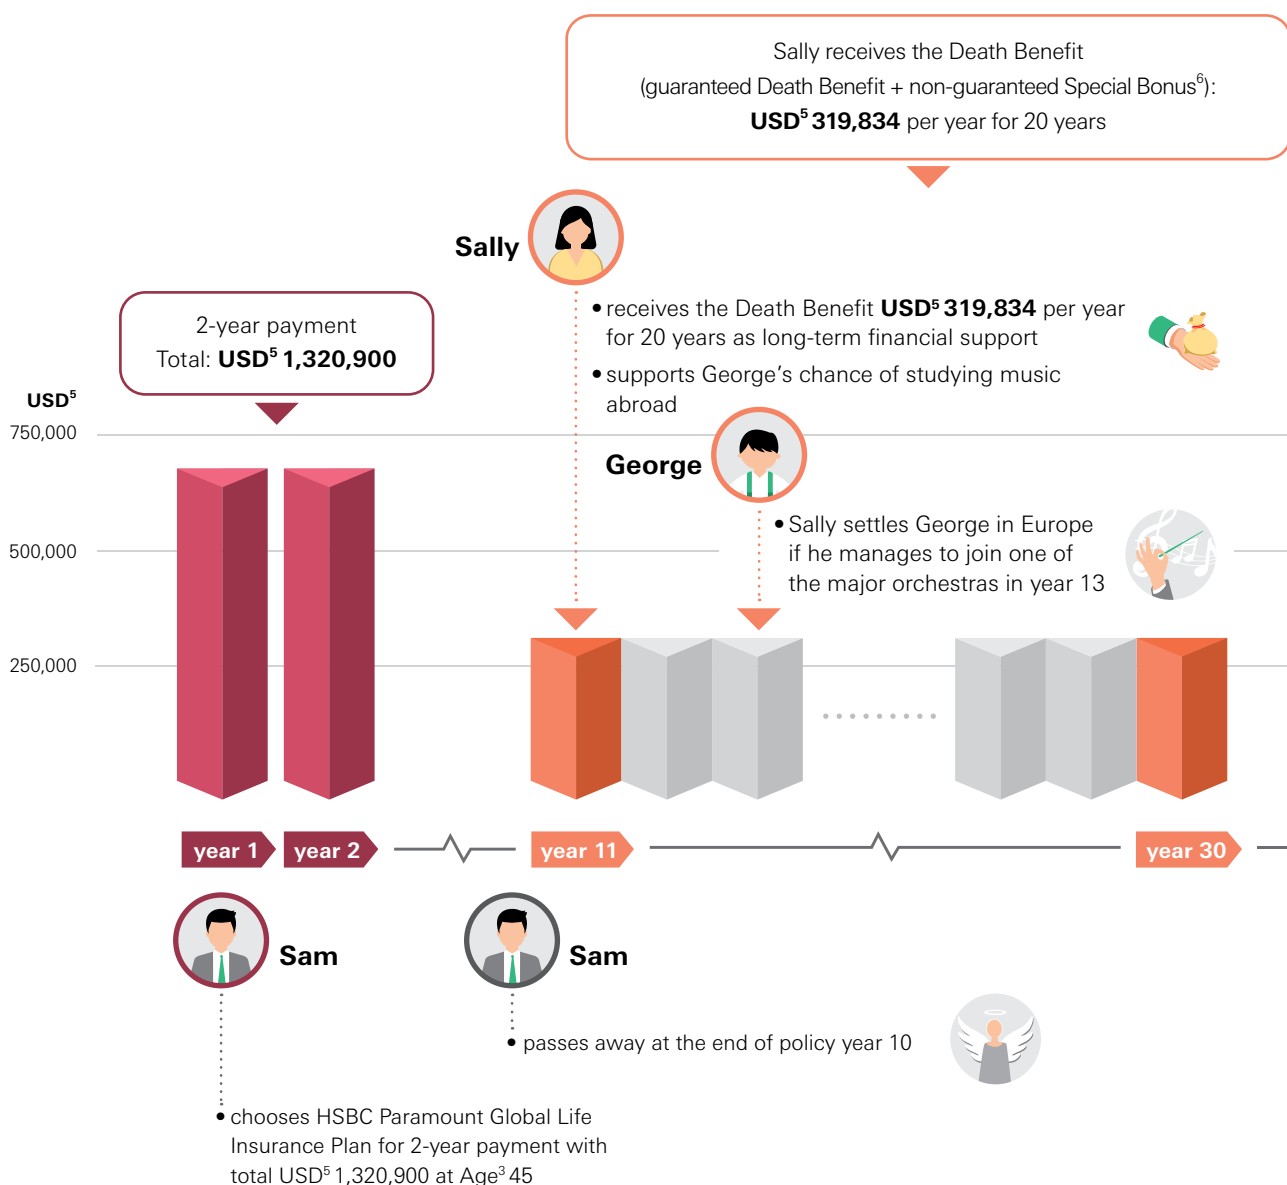 Sally receives the Death Benefit
(guaranteed Death Benefit + non-guaranteed Special Bonus⁶):
USD⁵ 319,834 per year for 20 years
Sally
• receives the Death Benefit USD⁵ 319,834 per year
for 20 years as long-term financial support
• supports George's chance of studying music
abroad
2-year payment
Total: USD⁵ 1,320,900
USD⁵
750,000
500,000
250,000
George
• Sally settles George in Europe
if he manages to join one of
the major orchestras in year 13
year 1
year 2
year 11
year 30
Sam
Sam
• passes away at the end of policy year 10
• chooses HSBC Paramount Global Life
Insurance Plan for 2-year payment with
total USD⁵ 1,320,900 at Age³ 45